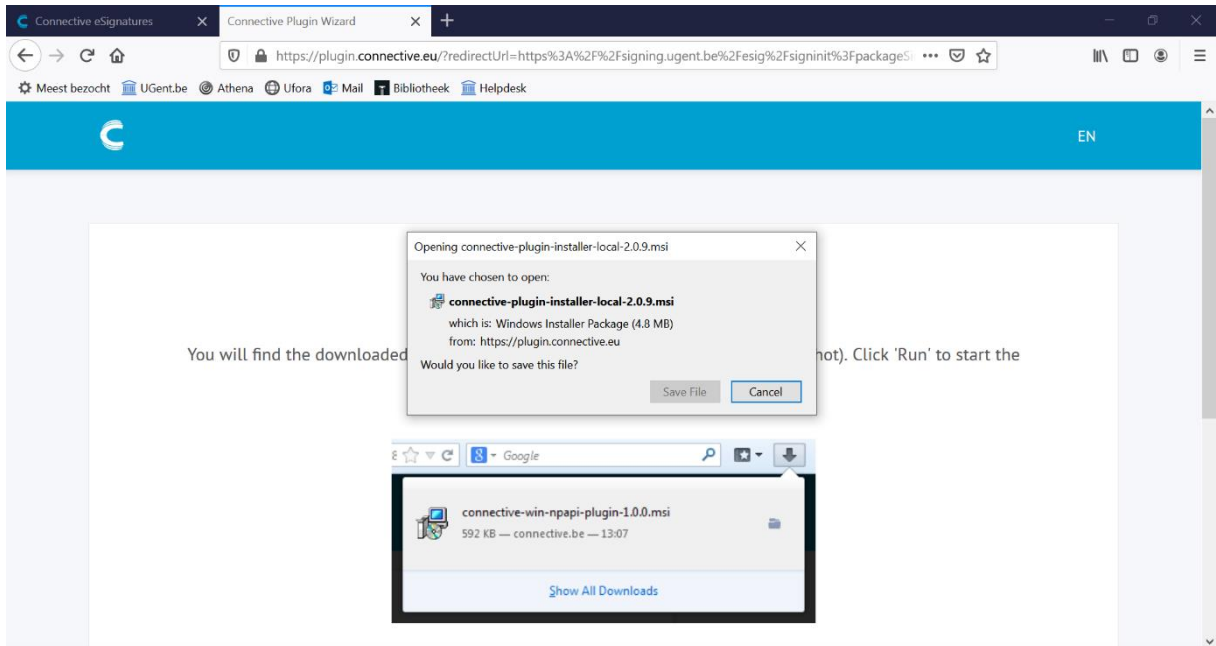 Connective eSignatures
Connective Plugin Wizard
https://plugin.connective.eu/?redirectUrl=https%3A%2F%2Fsigning.ugent.be%2Fesig%2Fsigninit%3FpackageS
Meest bezocht UGent.be Athena Ufora Mail Bibliotheek Helpdesk
EN
Opening connective-plugin-installer-local-2.0.9.msi
You have chosen to open:
connective-plugin-installer-local-2.0.9.msi
which is: Windows Installer Package (4.8 MB)
from: https://plugin.connective.eu
Would you like to save this file?
Save File Cancel
You will find the downloaded hot). Click 'Run' to start the
8 Google
connective-win-npapi-plugin-1.0.0.msi
592 KB — connective.be — 13:07
Show All Downloads